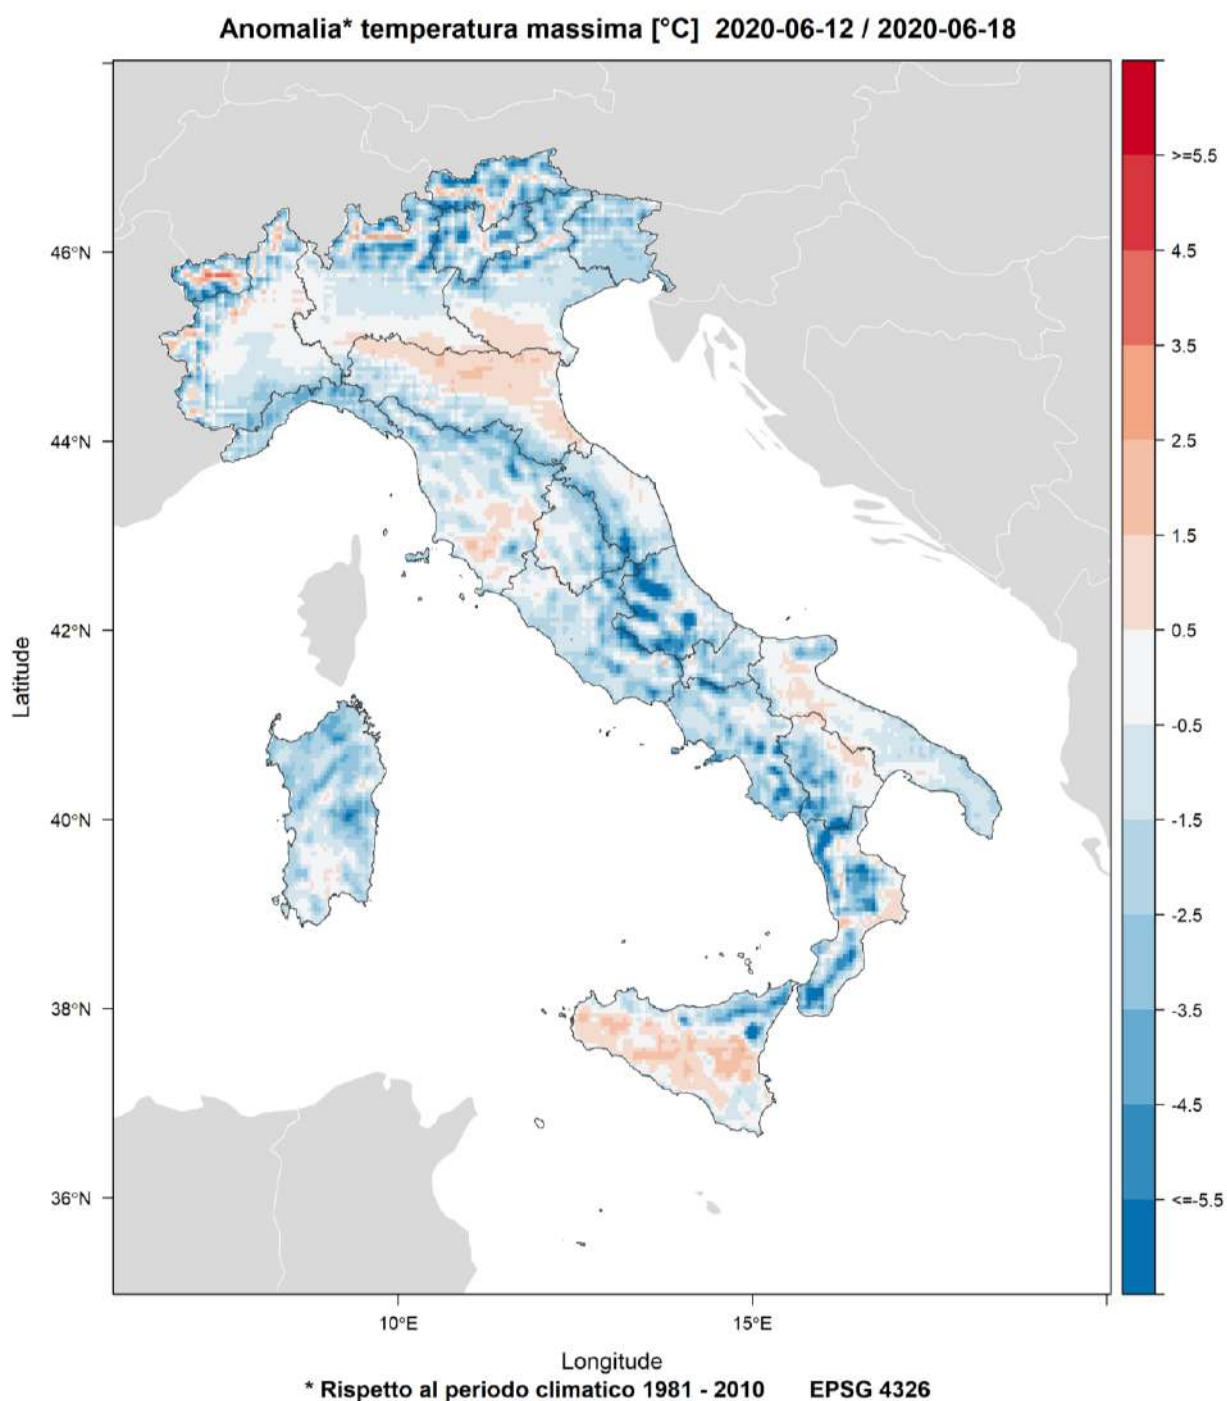 Anomalia* temperatura massima [°C]  2020-06-12 / 2020-06-18
>=5.5
4.5
3.5
2.5
1.5
0.5
-0.5
-1.5
-2.5
-3.5
-4.5
<=-5.5
46°N
44°N
42°N
40°N
38°N
36°N
Latitude
10°E
15°E
Longitude
* Rispetto al periodo climatico 1981 - 2010 EPSG 4326